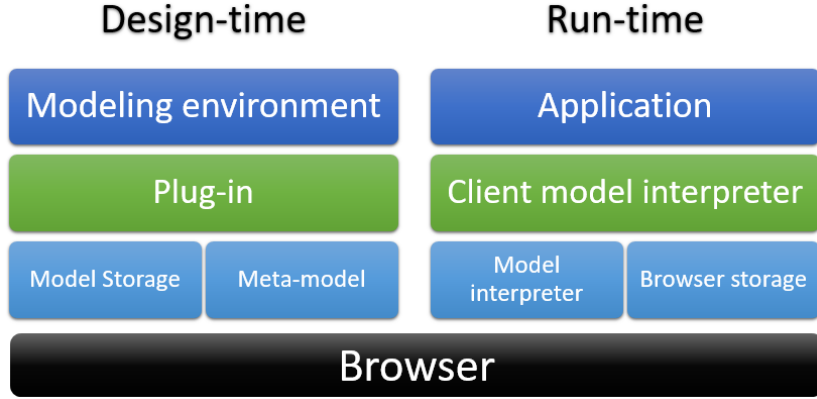 Design-time
Run-time
Modeling environment
Application
Plug-in
Client model interpreter
Model Storage
Meta-model
Model
interpreter
Browser storage
Browser